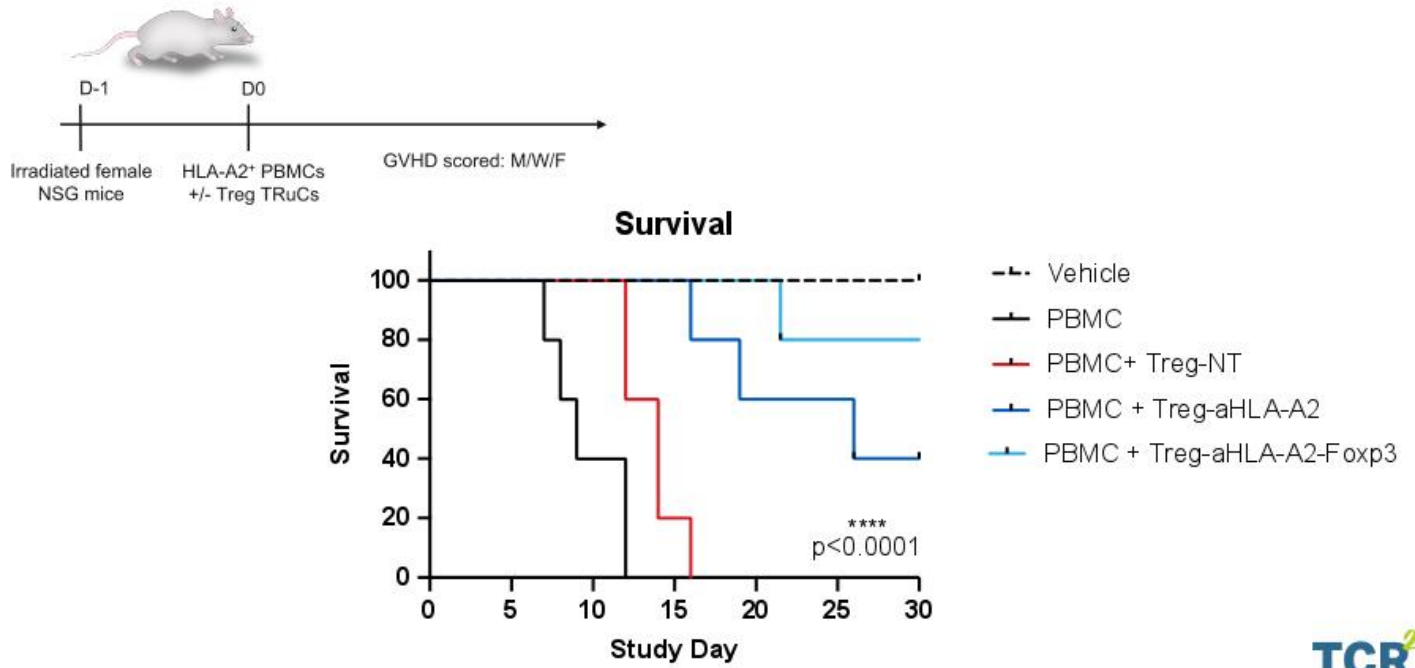 D-1
D0
Irradiated female
NSG mice
HLA-A2⁺ PBMCs
+/- Treg TRuCs
GVHD scored: M/W/F
Survival
Survival
100
80
60
40
20
0
0 5 10 15 20 25 30
Study Day
****
p<0.0001
Vehicle
PBMC
PBMC+ Treg-NT
PBMC + Treg-aHLA-A2
PBMC + Treg-aHLA-A2-Foxp3
TCR²